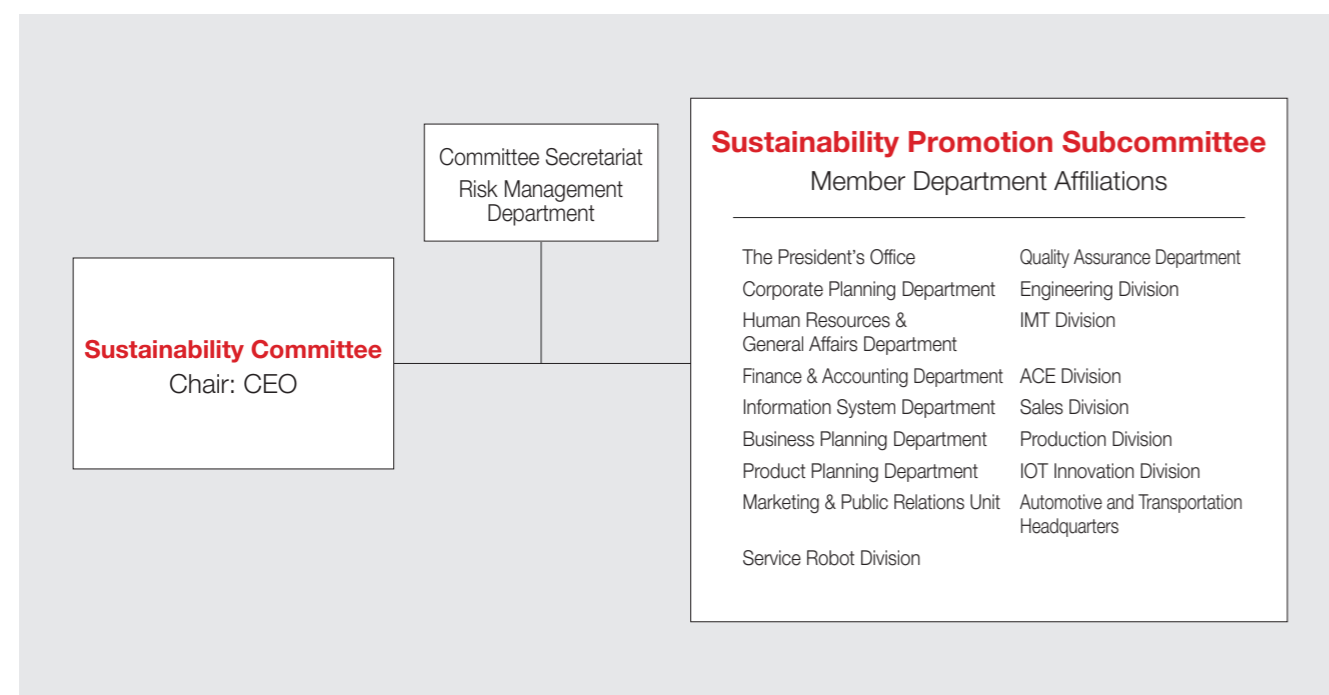 Committee Secretariat
Risk Management
Department
Sustainability Committee
Chair: CEO
Sustainability Promotion Subcommittee
Member Department Affiliations
The President's Office
Corporate Planning Department
Human Resources &
General Affairs Department
Finance & Accounting Department
Information System Department
Business Planning Department
Product Planning Department
Marketing & Public Relations Unit
Service Robot Division
Quality Assurance Department
Engineering Division
IMT Division
ACE Division
Sales Division
Production Division
IOT Innovation Division
Automotive and Transportation
Headquarters